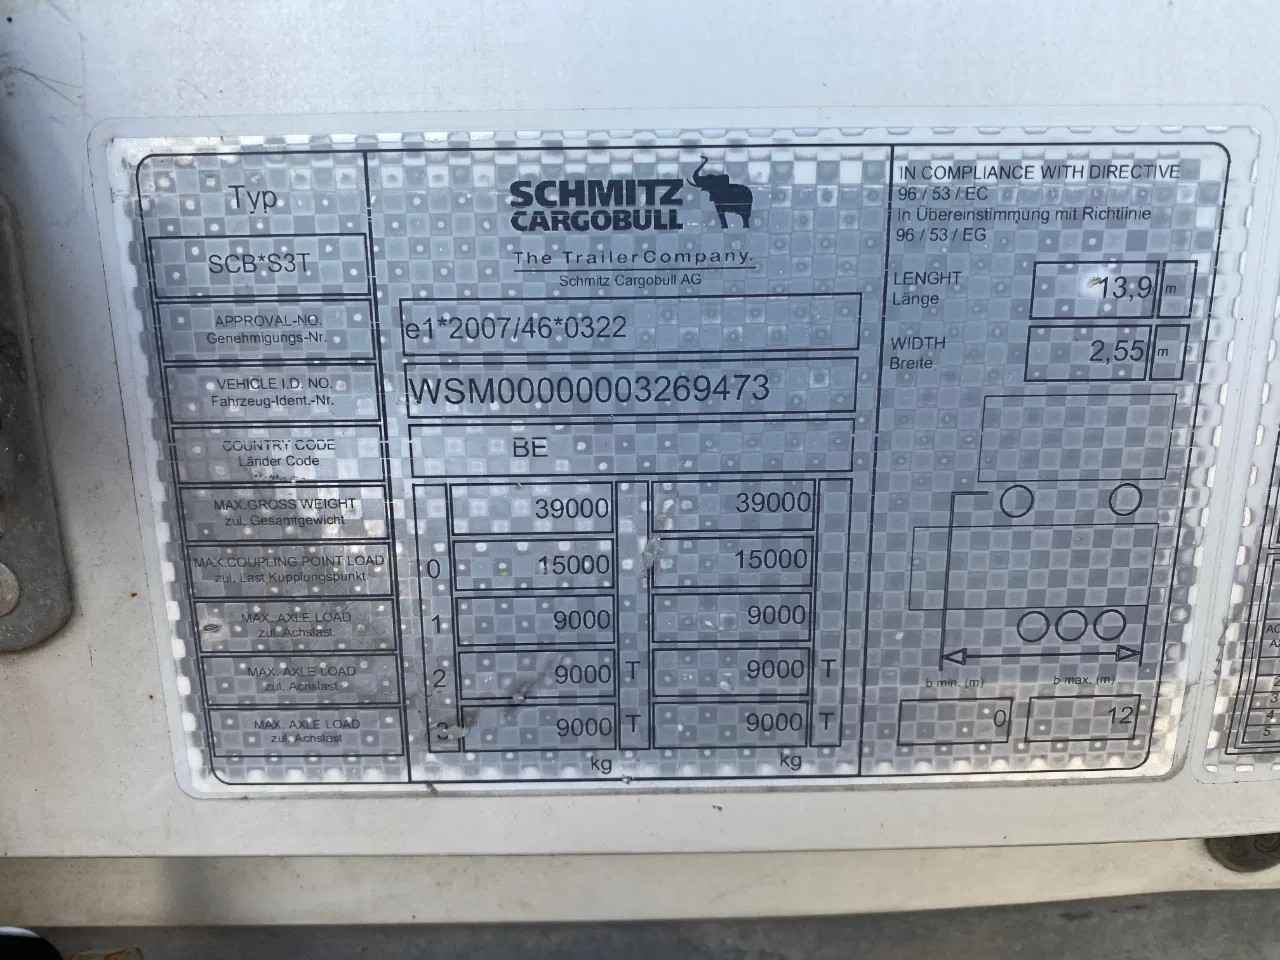 Typ
SCB*S3T
SCHMITZ
CARGOBULL
The Trailer Company.
Schmitz Cargobull AG
IN COMPLIANCE WITH DIRECTIVE
96 / 53 / EC
In Übereinstimmung mit Richtlinie
96 / 53 / EG
LENGHT 13,9 m
Länge
WIDTH 2,55 m
Breite
APPROVAL-NO. e1*2007/46*0322
Genehmigungs-Nr.
VEHICLE I.D. NO. WSM00000003269473
Fahrzeug-Ident.-Nr.
COUNTRY CODE BE
Länder Code
MAX.GROSS WEIGHT 39000 39000
zul. Gesamtgewicht
MAX.COUPLING POINT LOAD 0 15000 15000
zul. Last Kupplungspunkt
MAX. AXLE LOAD 1 9000 9000
zul. Achslast
MAX. AXLE LOAD 2 9000 T 9000 T
zul. Achslast
MAX. AXLE LOAD 3 9000 T 9000 T
zul. Achslast
kg kg
b min. (m) b max. (m)
0 12